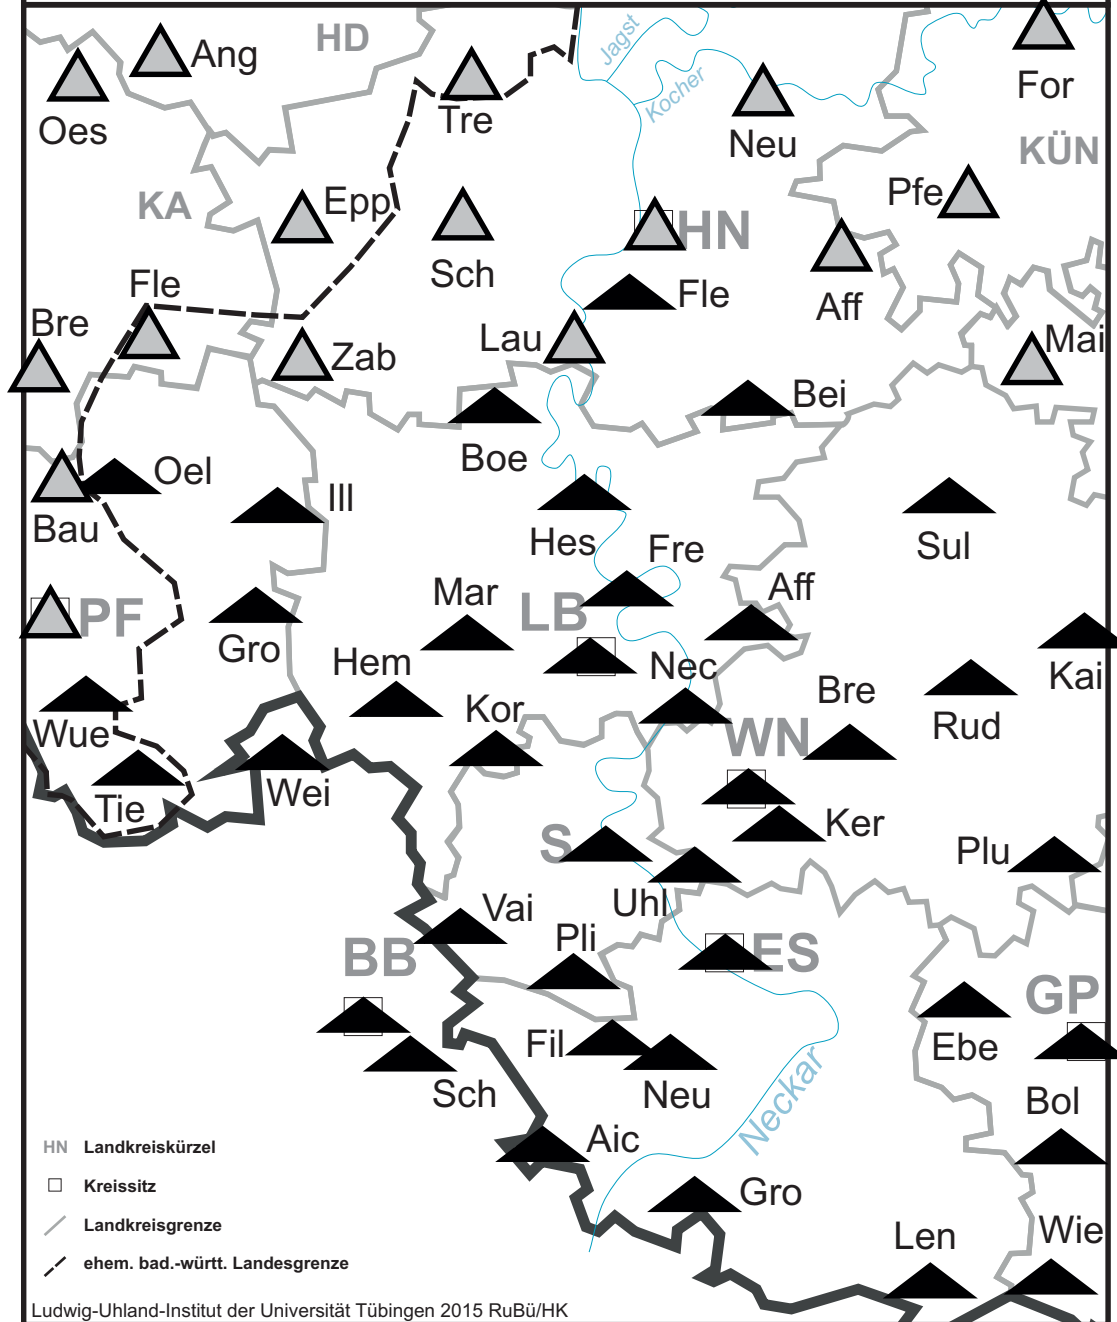 Ang
HD
Jagst
Oes
Tre
Kocher
For
Neu
KÜN
KA
Epp
Pfe
HN
Sch
Fle
Fle
Aff
Bre
Lau
Zab
Mai
Bei
Boe
Oel
Ill
Bau
Hes
Fre
Sul
Mar
LB
Aff
PF
Gro
Hem
Nec
Kai
Kor
Bre
Rud
Wue
WN
Wei
Tie
S
Ker
Plu
Uhl
Vai
Pli
BB
ES
GP
Fil
Ebe
Sch
Neu
Neckar
Bol
Aic
Gro
Len
Wie
HN Landkreiskürzel
Kreissitz
Landkreisgrenze
ehem. bad.-württ. Landesgrenze
Ludwig-Uhland-Institut der Universität Tübingen 2015 RuBü/HK